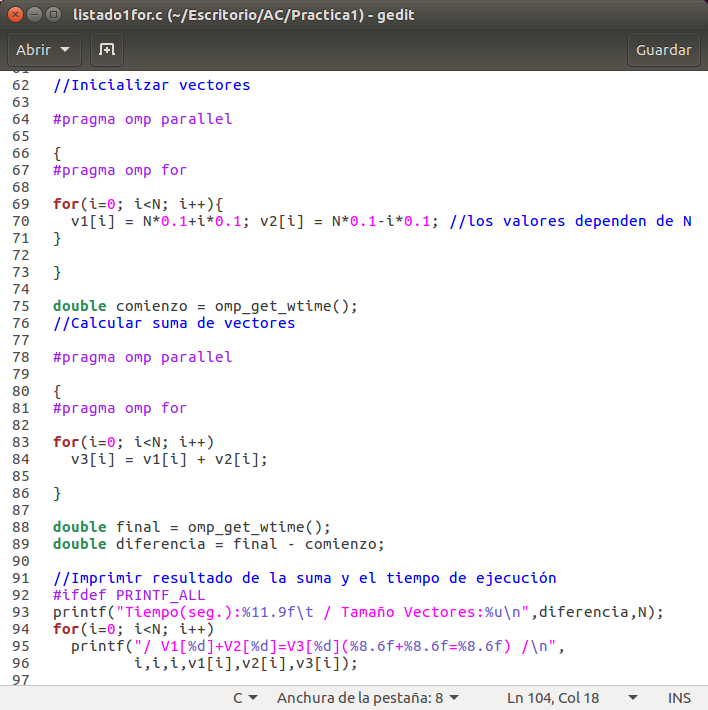 listado1for.c (~/Escritorio/AC/Practica1) - gedit
Abrir
Guardar
61
62 //Inicializar vectores
63
64 #pragma omp parallel
65
66 {
67 #pragma omp for
68
69 for(i=0; i<N; i++){
70   v1[i] = N*0.1+i*0.1; v2[i] = N*0.1-i*0.1; //los valores dependen de N
71 }
72
73 }
74
75 double comienzo = omp_get_wtime();
76 //Calcular suma de vectores
77
78 #pragma omp parallel
79
80 {
81 #pragma omp for
82
83 for(i=0; i<N; i++)
84   v3[i] = v1[i] + v2[i];
85
86 }
87
88 double final = omp_get_wtime();
89 double diferencia = final - comienzo;
90
91 //Imprimir resultado de la suma y el tiempo de ejecución
92 #ifdef PRINTF_ALL
93 printf("Tiempo(seg.):%11.9f\t / Tamaño Vectores:%u\n",diferencia,N);
94 for(i=0; i<N; i++)
95   printf("/ V1[%d]+V2[%d]=V3[%d](%8.6f+%8.6f=%8.6f) /\n",
96          i,i,i,v1[i],v2[i],v3[i]);
97
C Anchura de la pestaña: 8 Ln 104, Col 18 INS